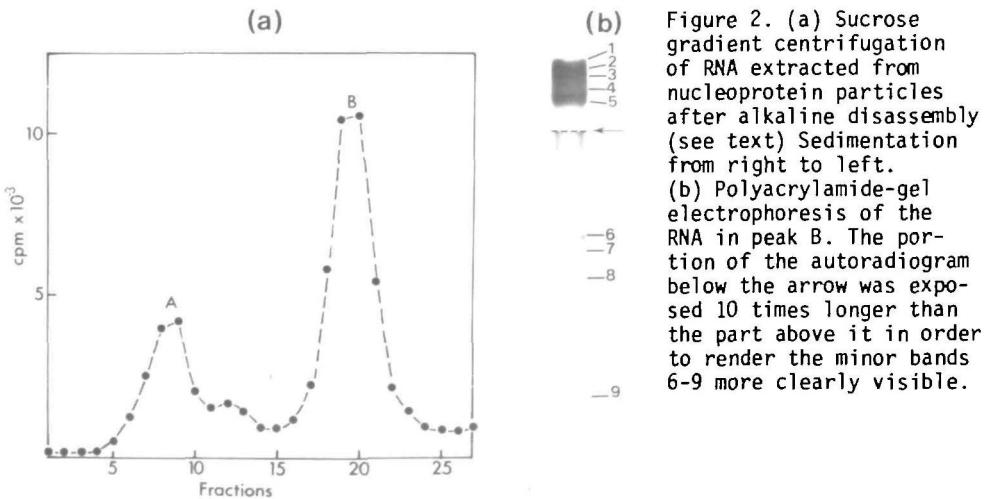 (a)
10
5
cpm x 10⁻³
A
B
5
10
15
20
25
Fractions
(b)
1
2
3
4
5
6
7
8
9
Figure 2. (a) Sucrose
gradient centrifugation
of RNA extracted from
nucleoprotein particles
after alkaline disassembly
(see text) Sedimentation
from right to left.
(b) Polyacrylamide-gel
electrophoresis of the
RNA in peak B. The por-
tion of the autoradiogram
below the arrow was expo-
sed 10 times longer than
the part above it in order
to render the minor bands
6-9 more clearly visible.